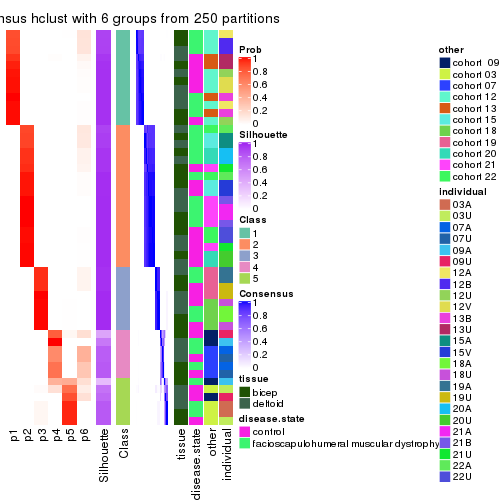 nsus hclust with 6 groups from 250 partitions
Prob
1
0.8
0.6
0.4
0.2
0
Silhouette
1
0.8
0.6
0.4
0.2
0
Class
1
2
3
4
5
Consensus
1
0.8
0.6
0.4
0.2
0
tissue
bicep
deltoid
disease.state
control
facioscapulohumeral muscular dystrophy
other
cohort 09
cohort 03
cohort 07
cohort 12
cohort 13
cohort 15
cohort 18
cohort 19
cohort 20
cohort 21
cohort 22
individual
03A
03U
07A
07U
09A
09U
12A
12B
12U
12V
13B
13U
15A
15V
18A
18U
19A
19U
20A
20U
21A
21B
21U
22A
22U
p1
p2
p3
p4
p5
p6
Silhouette
Class
tissue
disease.state
other
individual